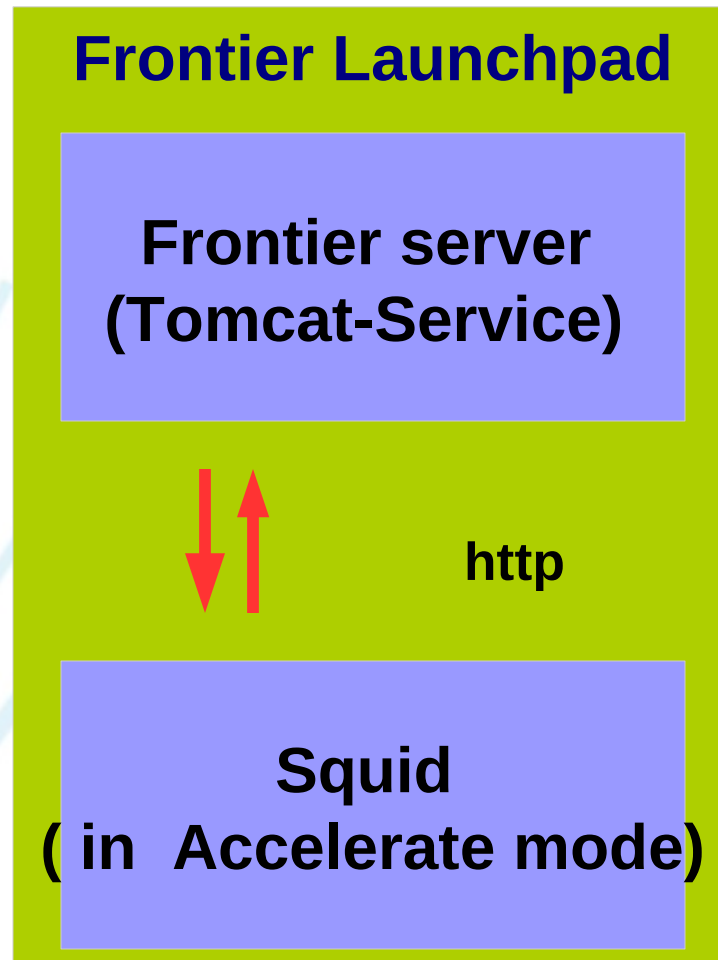 Frontier Launchpad
Frontier server
(Tomcat-Service)
http
Squid
( in  Accelerate mode)